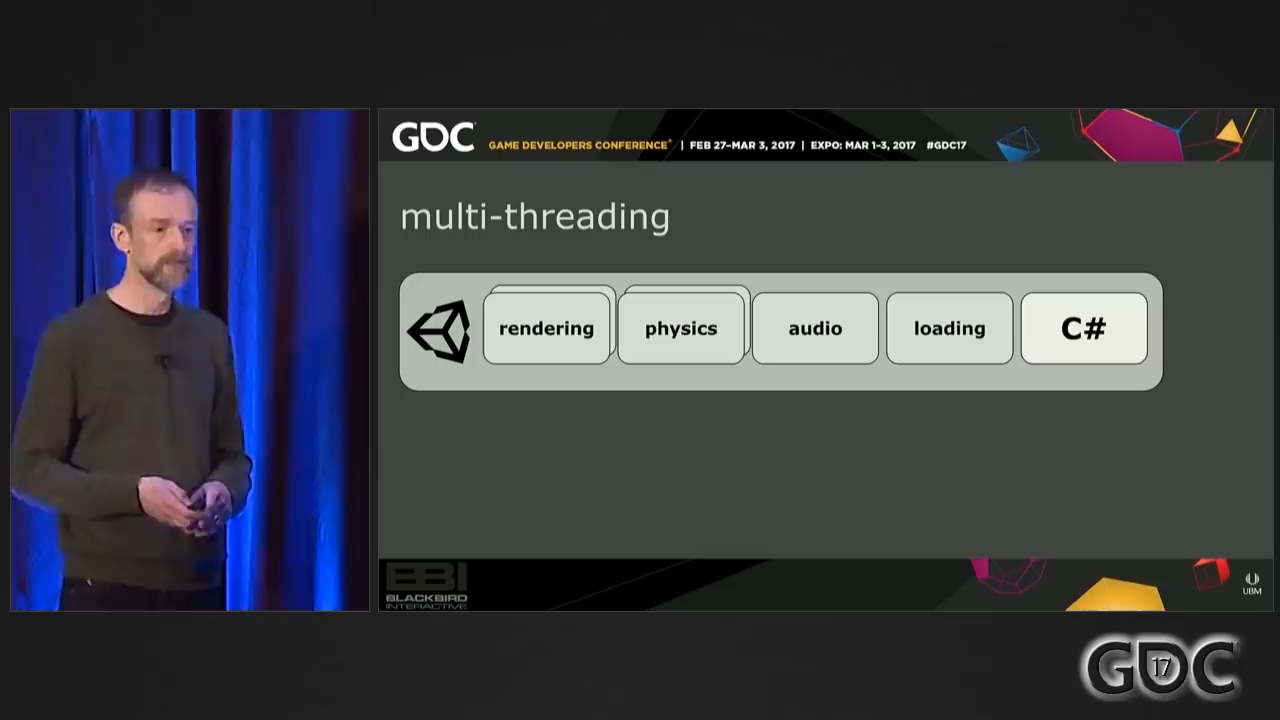 GDC GAME DEVELOPERS CONFERENCE® | FEB 27–MAR 3, 2017 | EXPO: MAR 1-3, 2017 #GDC17
multi-threading
rendering physics audio loading C#
BBI
BLACKBIRD
INTERACTIVE
UBM
GDC 17